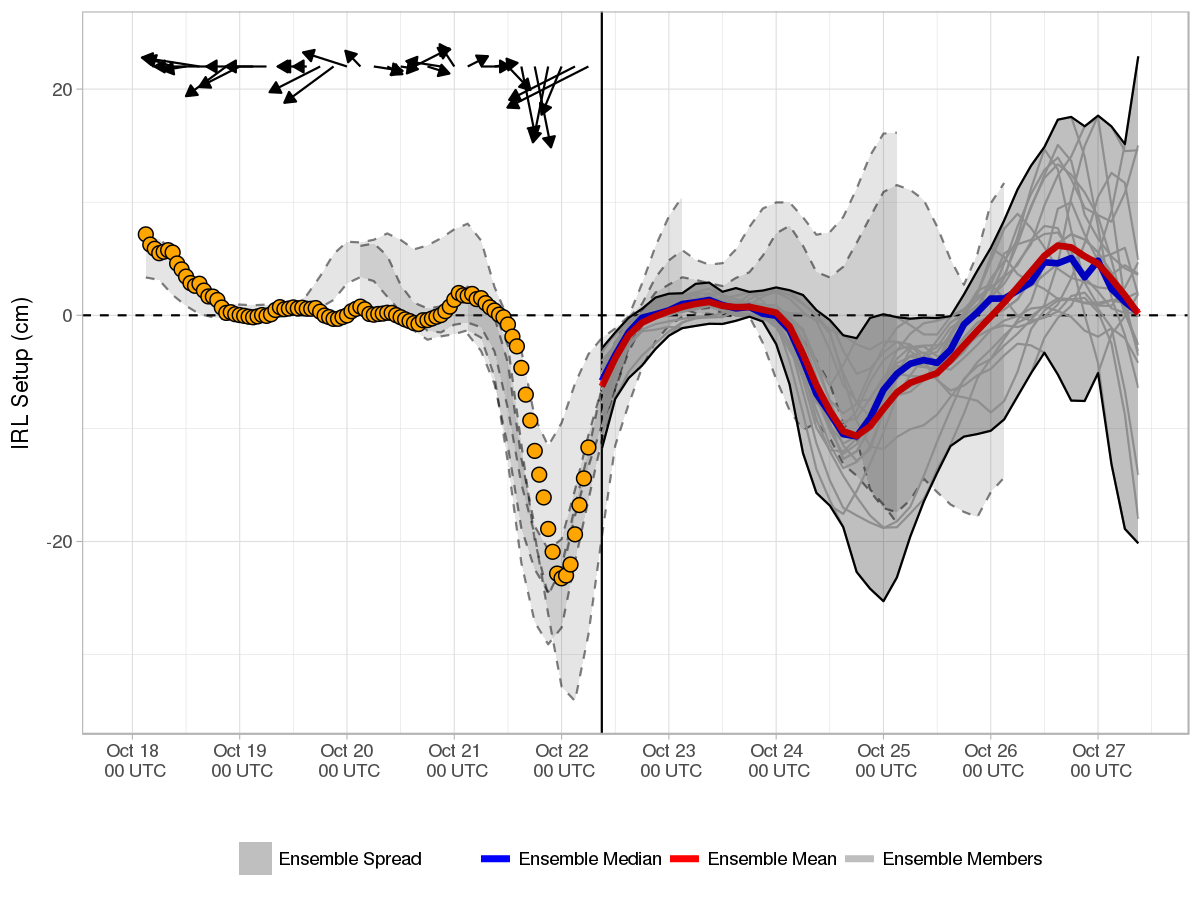 IRL Setup (cm)
20
0
-20
Oct 18 Oct 19 Oct 20 Oct 21 Oct 22 Oct 23 Oct 24 Oct 25 Oct 26 Oct 27
00 UTC 00 UTC 00 UTC 00 UTC 00 UTC 00 UTC 00 UTC 00 UTC 00 UTC 00 UTC
Ensemble Spread Ensemble Median Ensemble Mean Ensemble Members